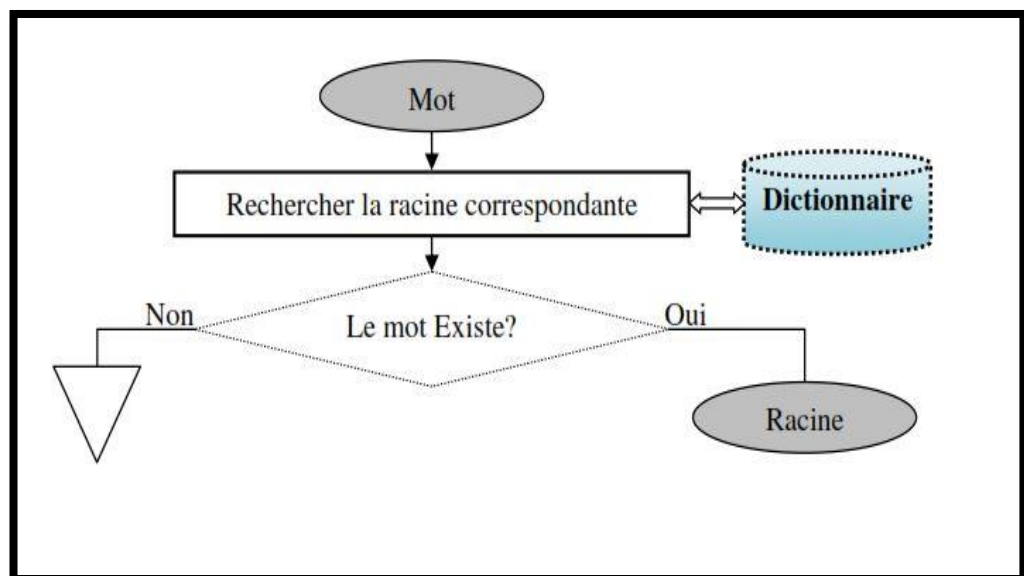 Mot
Rechercher la racine correspondante
Dictionnaire
Non
Le mot Existe?
Oui
Racine